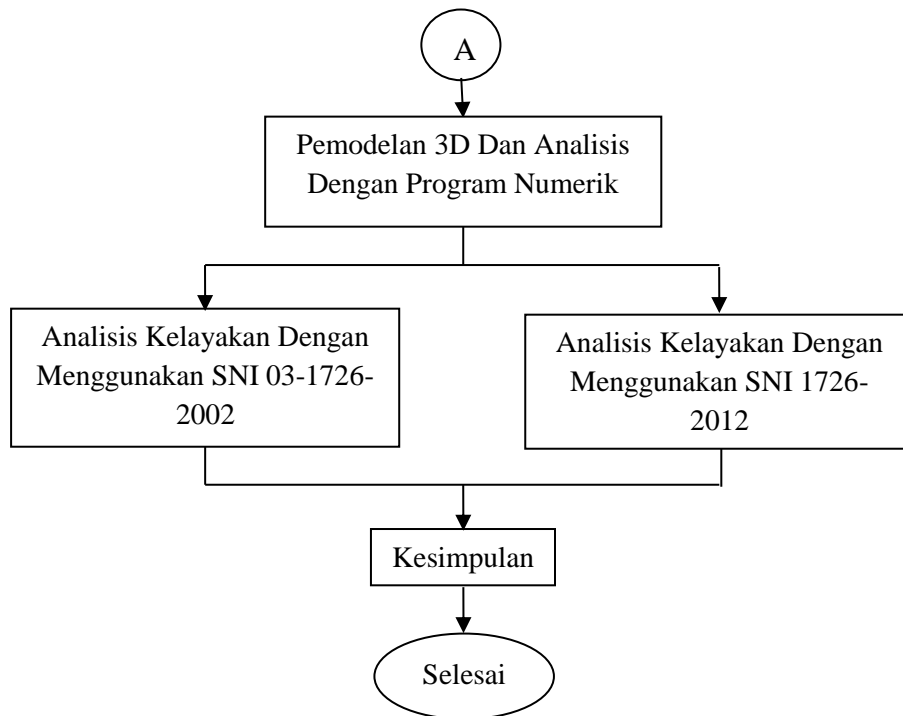 A
Pemodelan 3D Dan Analisis
Dengan Program Numerik
Analisis Kelayakan Dengan
Menggunakan SNI 03-1726-
2002
Analisis Kelayakan Dengan
Menggunakan SNI 1726-
2012
Kesimpulan
Selesai